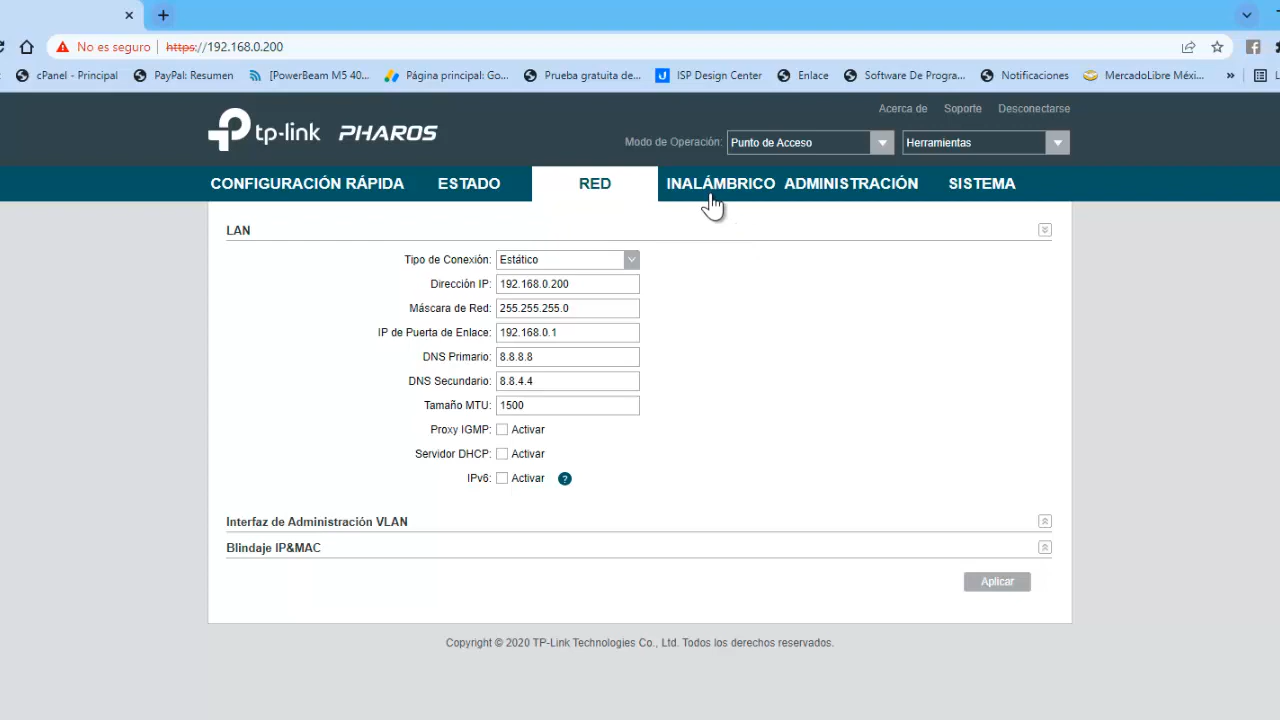 No es seguro | https://192.168.0.200
cPanel - Principal PayPal: Resumen [PowerBeam M5 40... Página principal: Go... Prueba gratuita de... ISP Design Center Enlace Software De Progra... Notificaciones MercadoLibre Méxi... »
Acerca de Soporte Desconectarse
tp-link PHAROS
Modo de Operación: Punto de Acceso Herramientas
CONFIGURACIÓN RÁPIDA ESTADO RED INALÁMBRICO ADMINISTRACIÓN SISTEMA
LAN
Tipo de Conexión: Estático
Dirección IP: 192.168.0.200
Máscara de Red: 255.255.255.0
IP de Puerta de Enlace: 192.168.0.1
DNS Primario: 8.8.8.8
DNS Secundario: 8.8.4.4
Tamaño MTU: 1500
Proxy IGMP: Activar
Servidor DHCP: Activar
IPv6: Activar ?
Interfaz de Administración VLAN
Blindaje IP&MAC
Aplicar
Copyright © 2020 TP-Link Technologies Co., Ltd. Todos los derechos reservados.